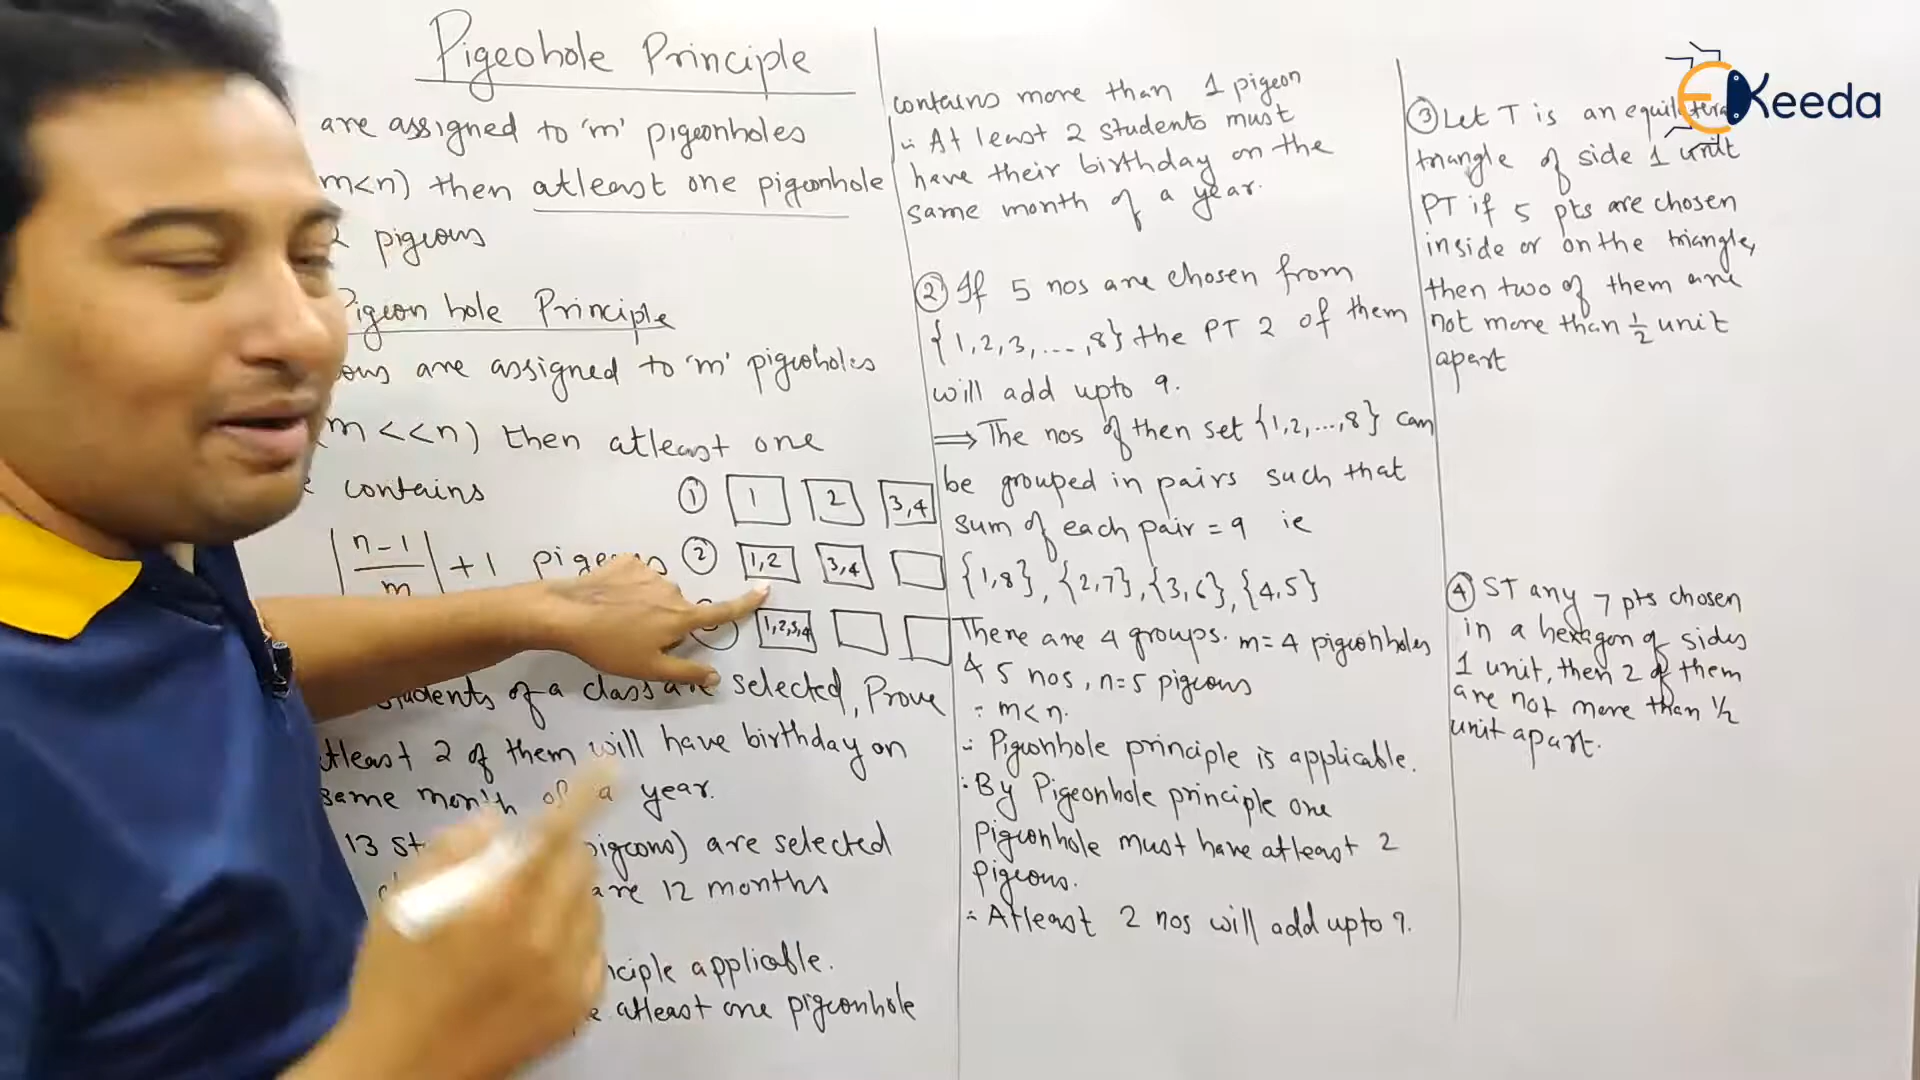 Pigeohole Principle
are assigned to 'm' pigeonholes
m<n) then atleast one pigeonhole
2 pigeons
Pigeon hole Principle
ons are assigned to 'm' pigeoholes
(m<<n) then atleast one
contains
n-1
m
+1 pigeons
① 1 2 3,4
② 1,2 3,4
1,2,3,4
students of a class are selected, Prove
atleast 2 of them will have birthday on
same month of a year.
13 st pigeons) are selected
are 12 months
nciple applicable.
atleast one pigeonhole
contains more than 1 pigeon
∴ At least 2 students must
have their birthday on the
same month of a year.
② If 5 nos are chosen from
{1,2,3,....,8} the PT 2 of them
will add upto 9.
⇒ The nos of then set {1,2,...,8} can
be grouped in pairs such that
sum of each pair = 9 ie
{1,8}, {2,7}, {3,6}, {4,5}
There are 4 groups. m=4 pigeonholes
& 5 nos, n=5 pigeons
∵ m<n.
∴ Pigeonhole principle is applicable.
∴ By Pigeonhole principle one
Pigeonhole must have atleast 2
pigeons.
∴ Atleast 2 nos will add upto 9.
③ Let T is an equilatera
triangle of side 1 unit
PT if 5 pts are chosen
inside or on the triangle,
then two of them are
not more than 1/2 unit
apart
④ ST any 7 pts chosen
in a hexagon of sides
1 unit, then 2 of them
are not more than 1/2
unit apart.
EKeeda